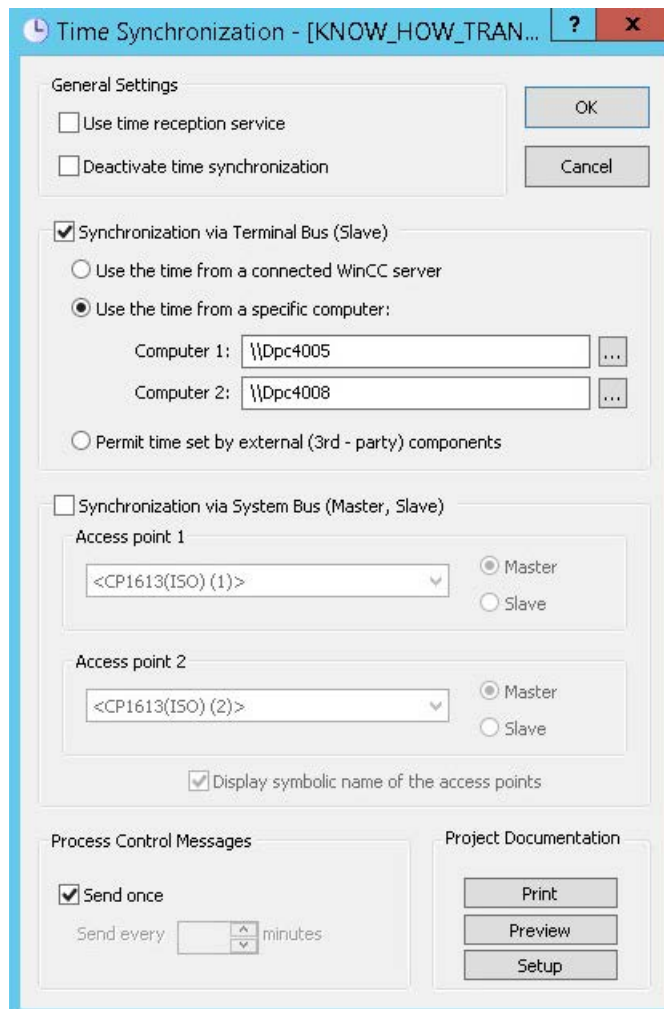 Time Synchronization - [KNOW_HOW_TRAN...
? x
General Settings
Use time reception service
Deactivate time synchronization
OK
Cancel
Synchronization via Terminal Bus (Slave)
Use the time from a connected WinCC server
Use the time from a specific computer:
Computer 1: \\Dpc4005 ...
Computer 2: \\Dpc4008 ...
Permit time set by external (3rd - party) components
Synchronization via System Bus (Master, Slave)
Access point 1
<CP1613(ISO) (1)>
Master
Slave
Access point 2
<CP1613(ISO) (2)>
Master
Slave
Display symbolic name of the access points
Process Control Messages
Send once
Send every minutes
Project Documentation
Print
Preview
Setup